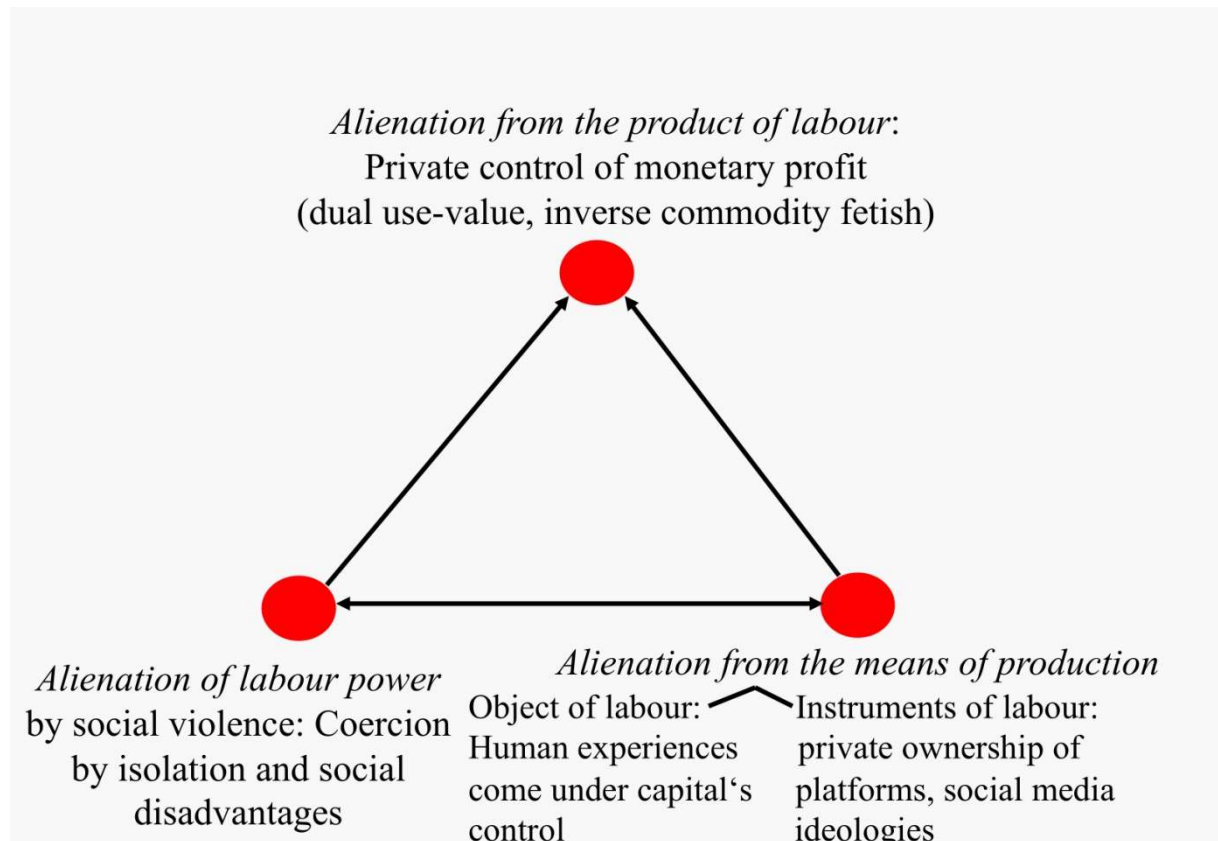 Alienation from the product of labour:
Private control of monetary profit
(dual use-value, inverse commodity fetish)
Alienation of labour power
by social violence: Coercion
by isolation and social
disadvantages
Alienation from the means of production
Object of labour:
Human experiences
come under capital‘s
control
Instruments of labour:
private ownership of
platforms, social media
ideologies